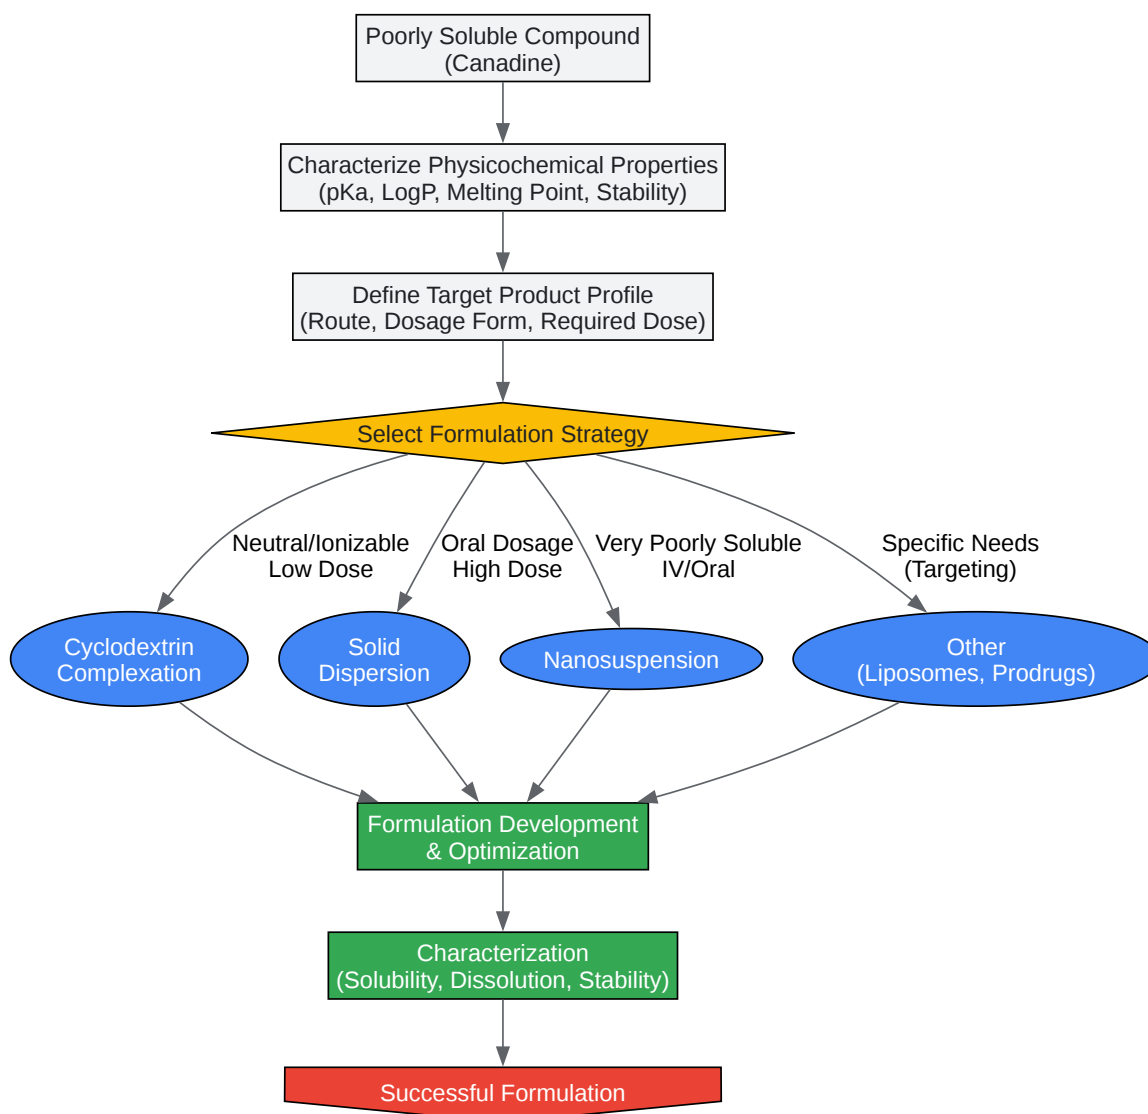 Poorly Soluble Compound
(Canadine)
Characterize Physicochemical Properties
(pKa, LogP, Melting Point, Stability)
Define Target Product Profile
(Route, Dosage Form, Required Dose)
Select Formulation Strategy
Neutral/Ionizable
Low Dose
Oral Dosage
High Dose
Very Poorly Soluble
IV/Oral
Specific Needs
(Targeting)
Cyclodextrin
Complexation
Solid
Dispersion
Nanosuspension
Other
(Liposomes, Prodrugs)
Formulation Development
& Optimization
Characterization
(Solubility, Dissolution, Stability)
Successful Formulation